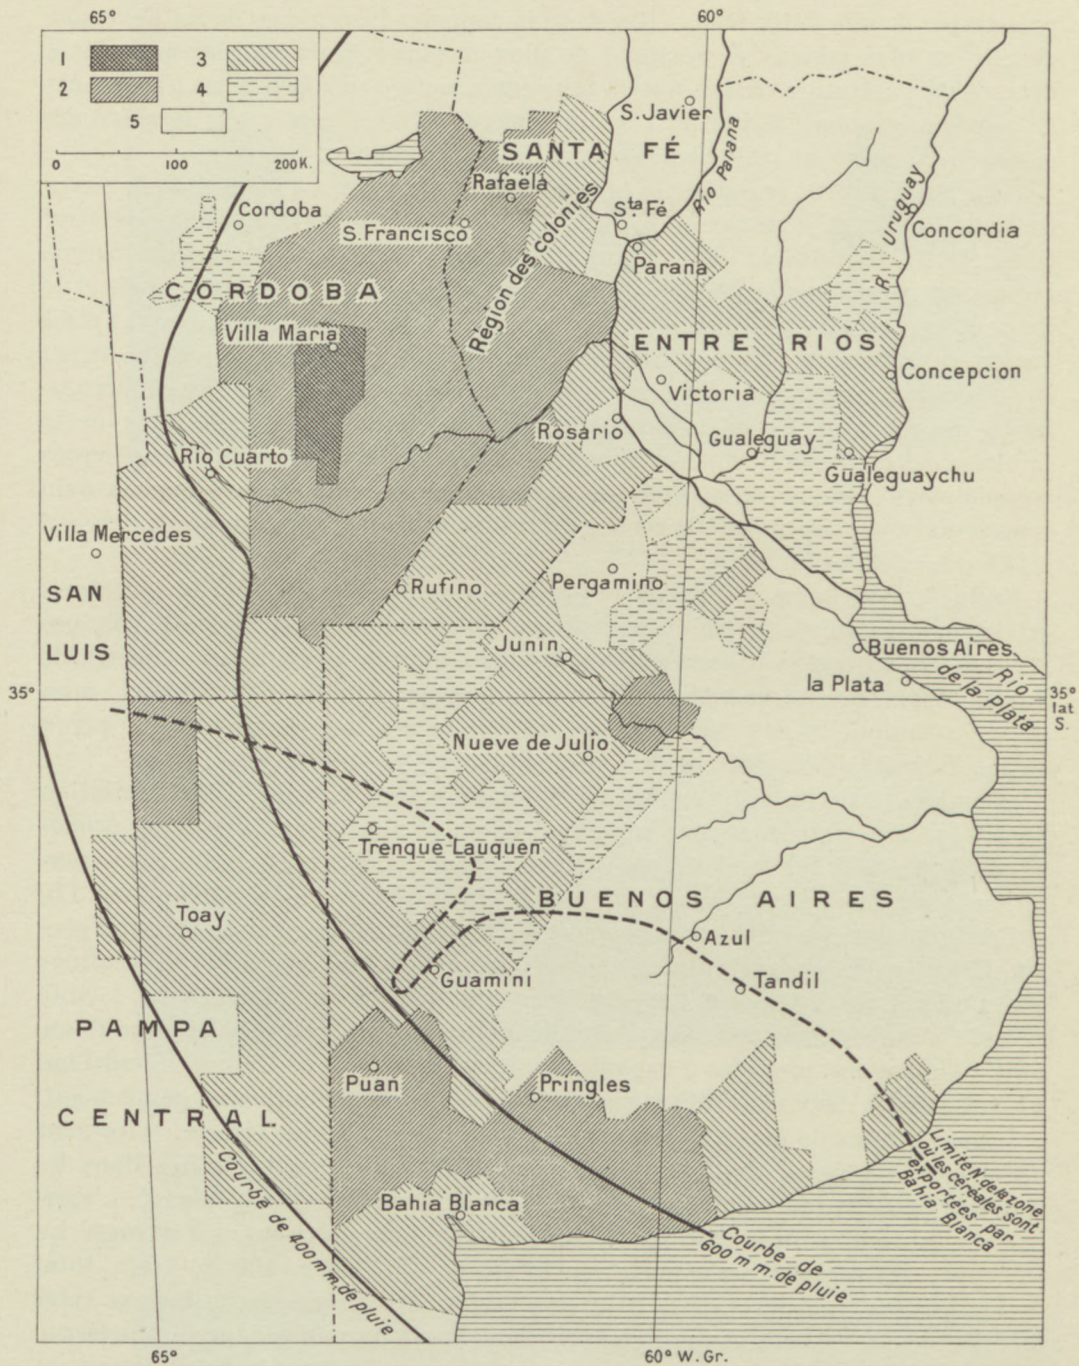 65°
60°
1
3
2
4
5
0
100
200K.
S. Javier
SANTA FÉ
Rio Parana
Rafaela
R. Uruguay
Cordoba
Sta. Fé
S. Francisco
Concordia
Région des colonies
Parana
CORDOBA
Villa Maria
ENTRE RIOS
Concepcion
Victoria
Rosario
Gualeguay
Rio Cuarto
Gualeguaychu
Villa Mercedes
Pergamino
Rufino
SAN
LUIS
Junin
Buenos Aires
Rio
de la Plata
la Plata
35°
35°
lat
S.
Nueve de Julio
Trenque Lauquen
BUENOS AIRES
Toay
Azul
Guamini
Tandil
PAMPA
CENTRAL
Puan
Pringles
Limite N. de la zone
où les céréales sont
exportées par
Bahia Blanca
Courbe de 400 m m. de pluie
Bahia Blanca
Courbe de
600 m m. de pluie
65°
60° W. Gr.